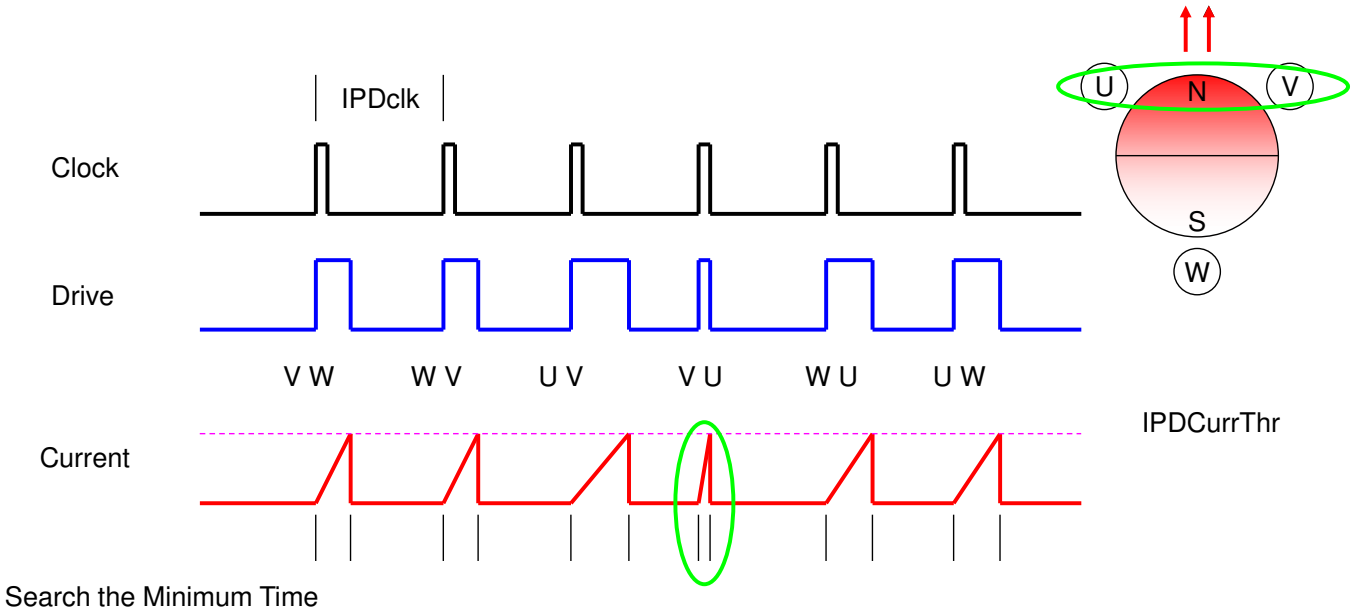 IPDclk
U
N
V
Clock
S
W
Drive
V W
W V
U V
V U
W U
U W
IPDCurrThr
Current
Search the Minimum Time